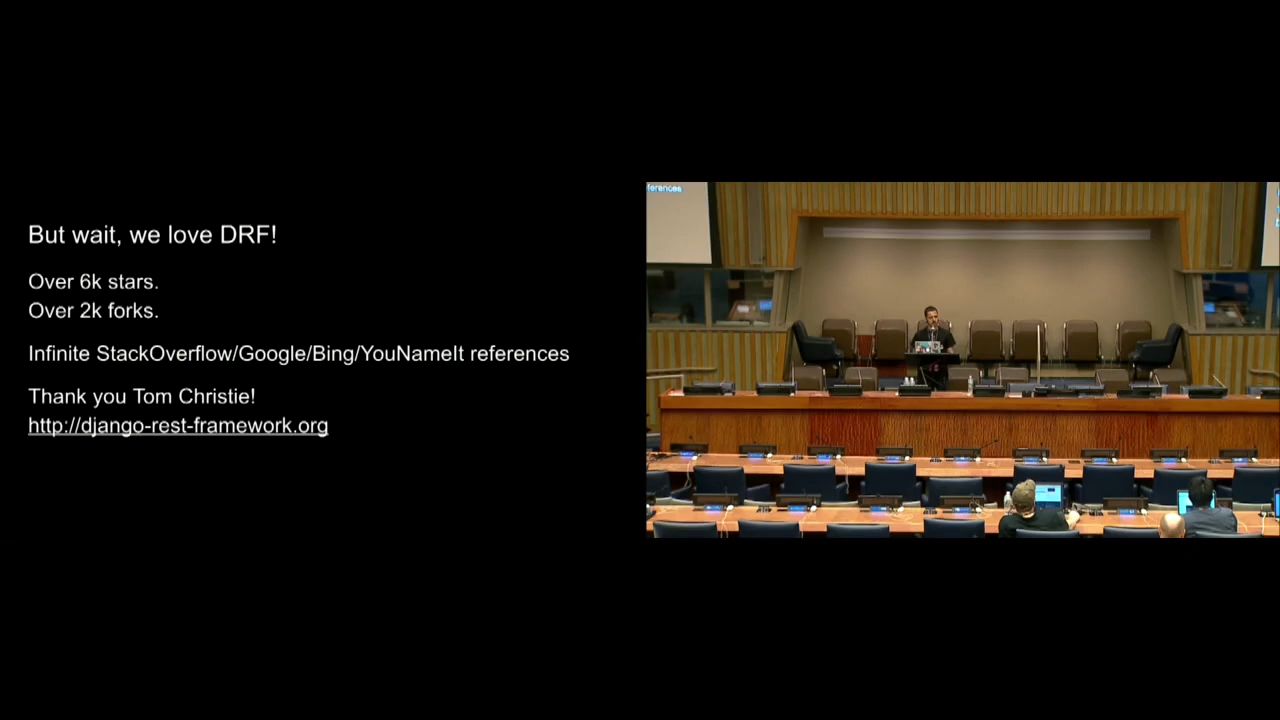 But wait, we love DRF!
Over 6k stars.
Over 2k forks.
Infinite StackOverflow/Google/Bing/YouNameIt references
Thank you Tom Christie!
http://django-rest-framework.org
ferences